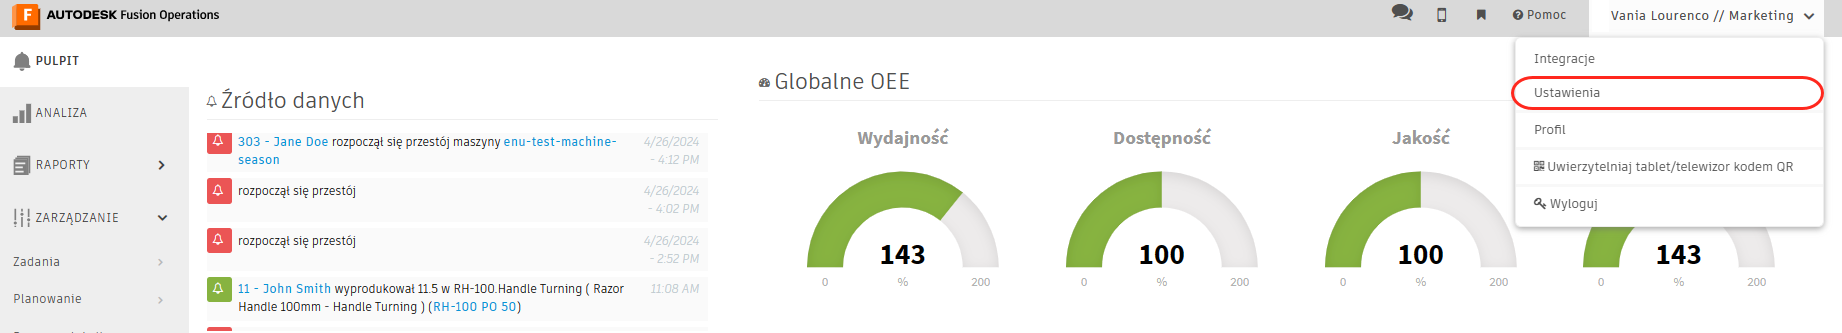 AUTODESK Fusion Operations
Pomoc
Vania Lourenco // Marketing
PULPIT
ANALIZA
RAPORTY
ZARZĄDZANIE
Zadania
Planowanie
Źródło danych
303 - Jane Doe rozpoczął się przestój maszyny enu-test-machine-
season
4/26/2024
- 4:12 PM
rozpoczął się przestój
4/26/2024
- 4:02 PM
rozpoczął się przestój
4/26/2024
- 2:52 PM
11 - John Smith wyprodukował 11.5 w RH-100.Handle Turning ( Razor
Handle 100mm - Handle Turning ) (RH-100 PO 50)
11:08 AM
Globalne OEE
Wydajność
143
0 % 200
Dostępność
100
0 % 200
Jakość
100
0 % 200
143
0 % 200
Integracje
Ustawienia
Profil
Uwierzytelniaj tablet/telewizor kodem QR
Wyloguj